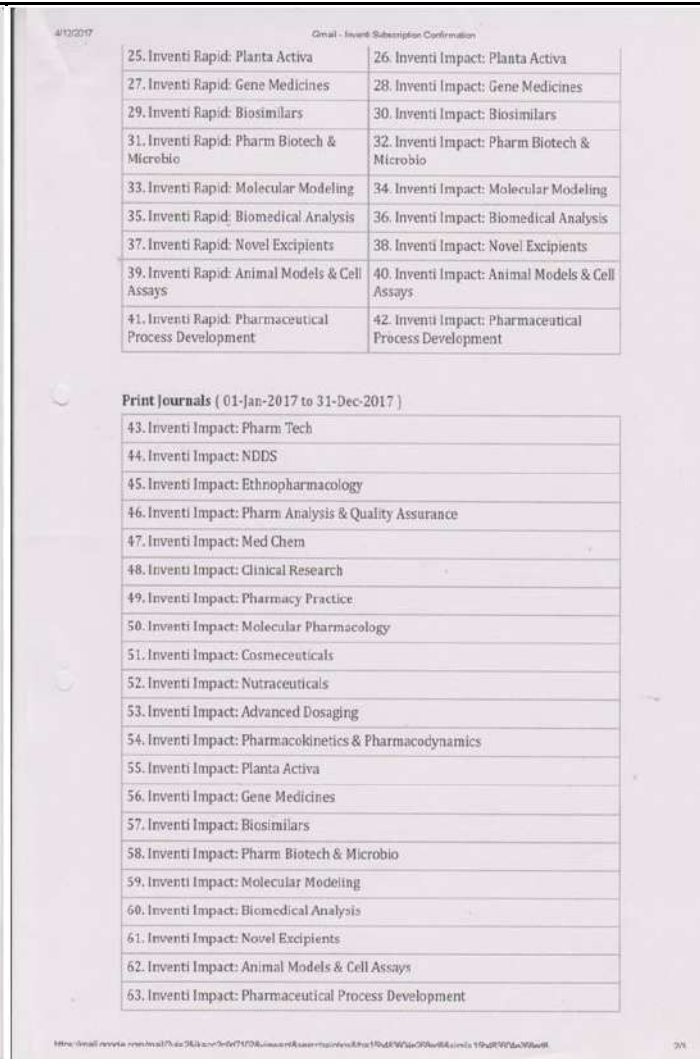 4/12/2017
Gmail - Inventi Subscription Confirmation
25. Inventi Rapid: Planta Activa
26. Inventi Impact: Planta Activa
27. Inventi Rapid: Gene Medicines
28. Inventi Impact: Gene Medicines
29. Inventi Rapid: Biosimilars
30. Inventi Impact: Biosimilars
31. Inventi Rapid: Pharm Biotech &
Microbio
32. Inventi Impact: Pharm Biotech &
Microbio
33. Inventi Rapid: Molecular Modeling
34. Inventi Impact: Molecular Modeling
35. Inventi Rapid: Biomedical Analysis
36. Inventi Impact: Biomedical Analysis
37. Inventi Rapid: Novel Excipients
38. Inventi Impact: Novel Excipients
39. Inventi Rapid: Animal Models & Cell
Assays
40. Inventi Impact: Animal Models & Cell
Assays
41. Inventi Rapid: Pharmaceutical
Process Development
42. Inventi Impact: Pharmaceutical
Process Development
Print Journals ( 01-Jan-2017 to 31-Dec-2017 )
43. Inventi Impact: Pharm Tech
44. Inventi Impact: NDDS
45. Inventi Impact: Ethnopharmacology
46. Inventi Impact: Pharm Analysis & Quality Assurance
47. Inventi Impact: Med Chem
48. Inventi Impact: Clinical Research
49. Inventi Impact: Pharmacy Practice
50. Inventi Impact: Molecular Pharmacology
51. Inventi Impact: Cosmeceuticals
52. Inventi Impact: Nutraceuticals
53. Inventi Impact: Advanced Dosaging
54. Inventi Impact: Pharmacokinetics & Pharmacodynamics
55. Inventi Impact: Planta Activa
56. Inventi Impact: Gene Medicines
57. Inventi Impact: Biosimilars
58. Inventi Impact: Pharm Biotech & Microbio
59. Inventi Impact: Molecular Modeling
60. Inventi Impact: Biomedical Analysis
61. Inventi Impact: Novel Excipients
62. Inventi Impact: Animal Models & Cell Assays
63. Inventi Impact: Pharmaceutical Process Development